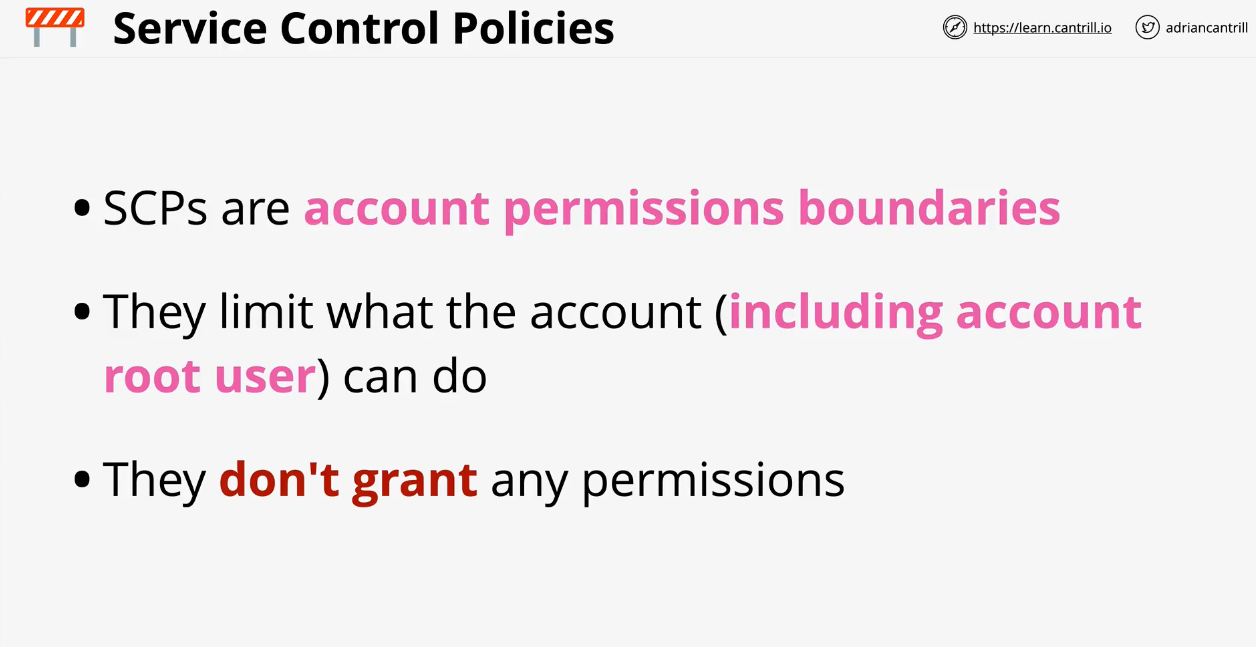 Service Control Policies
https://learn.cantrill.io
adriancantrill
• SCPs are account permissions boundaries
• They limit what the account (including account
root user) can do
• They don't grant any permissions